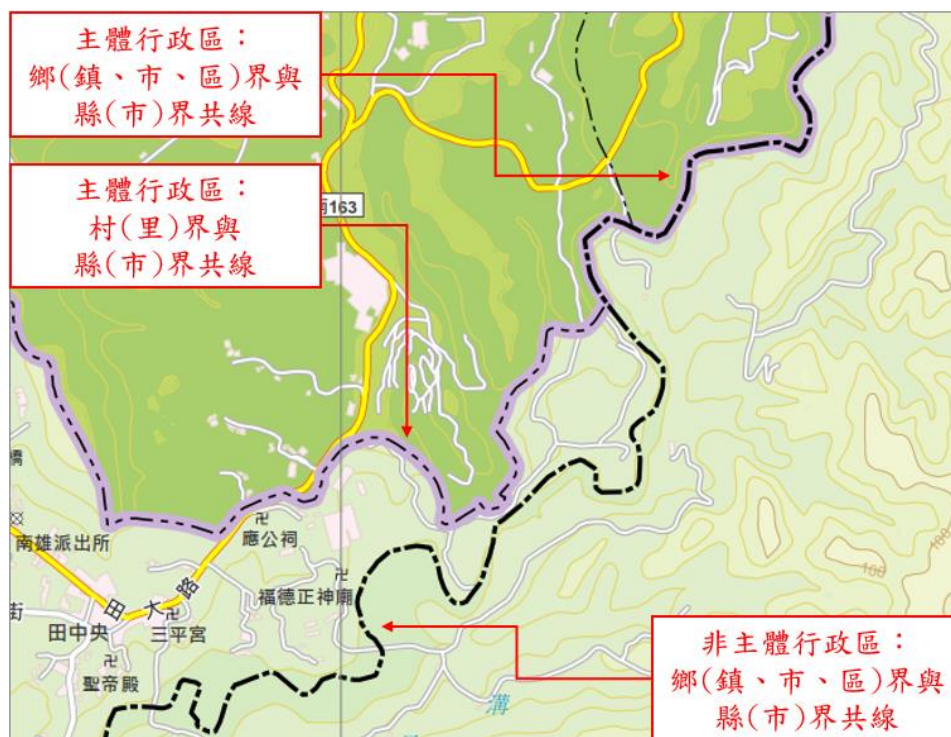 主體行政區：
鄉(鎮、市、區)界與
縣(市)界共線
主體行政區：
村(里)界與
縣(市)界共線
163
橋
南雄派出所
應公祠
福德正神廟
田大路
街
田中央
三平宮
聖帝殿
100
溝
非主體行政區：
鄉(鎮、市、區)界與
縣(市)界共線